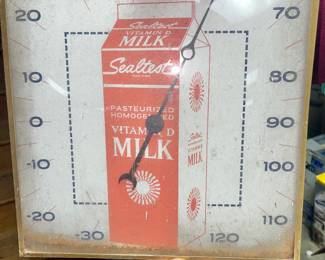 20
70
Sealtest
VITAMIN D
MILK
10
80
Sealtest
0
90
PASTEURIZED
HOMOGENIZED
VITAMIN D
MILK
Sealtest
VITAMIN D
MILK
-10
100
-20
110
-30
120